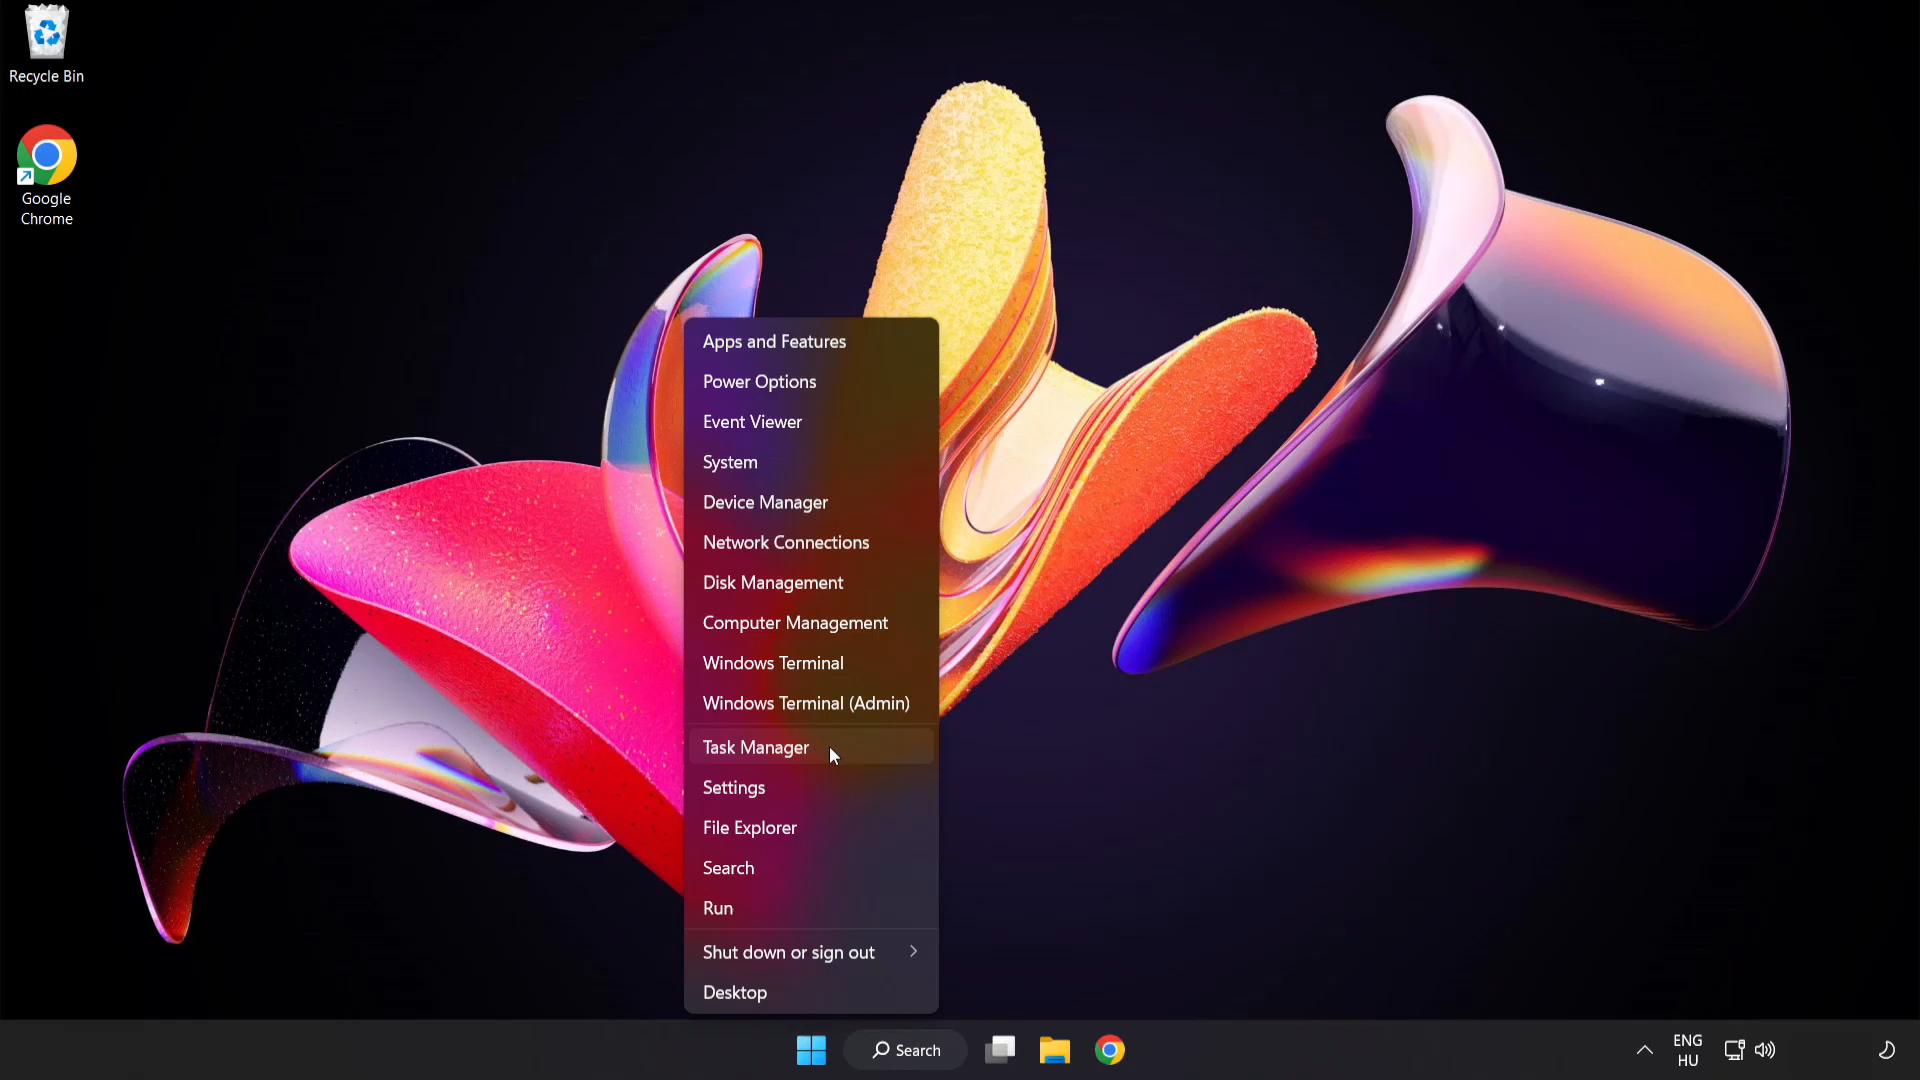 Recycle Bin
Google
Chrome
Apps and Features
Power Options
Event Viewer
System
Device Manager
Network Connections
Disk Management
Computer Management
Windows Terminal
Windows Terminal (Admin)
Task Manager
Settings
File Explorer
Search
Run
Shut down or sign out
Desktop
Search
ENG
HU